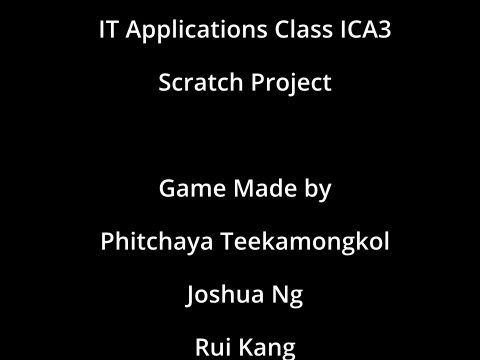 IT Applications Class ICA3
Scratch Project
Game Made by
Phitchaya Teekamongkol
Joshua Ng
Rui Kang